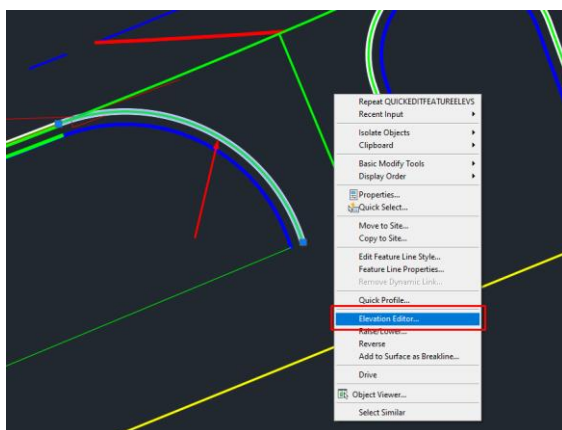 Repeat QUICKEDITFEATUREELEVS
Recent Input
Isolate Objects
Clipboard
Basic Modify Tools
Display Order
Properties...
Quick Select...
Move to Site...
Copy to Site...
Edit Feature Line Style...
Feature Line Properties...
Remove Dynamic Link...
Quick Profile...
Elevation Editor...
Raise/Lower...
Reverse
Add to Surface as Breakline...
Drive
Object Viewer...
Select Similar